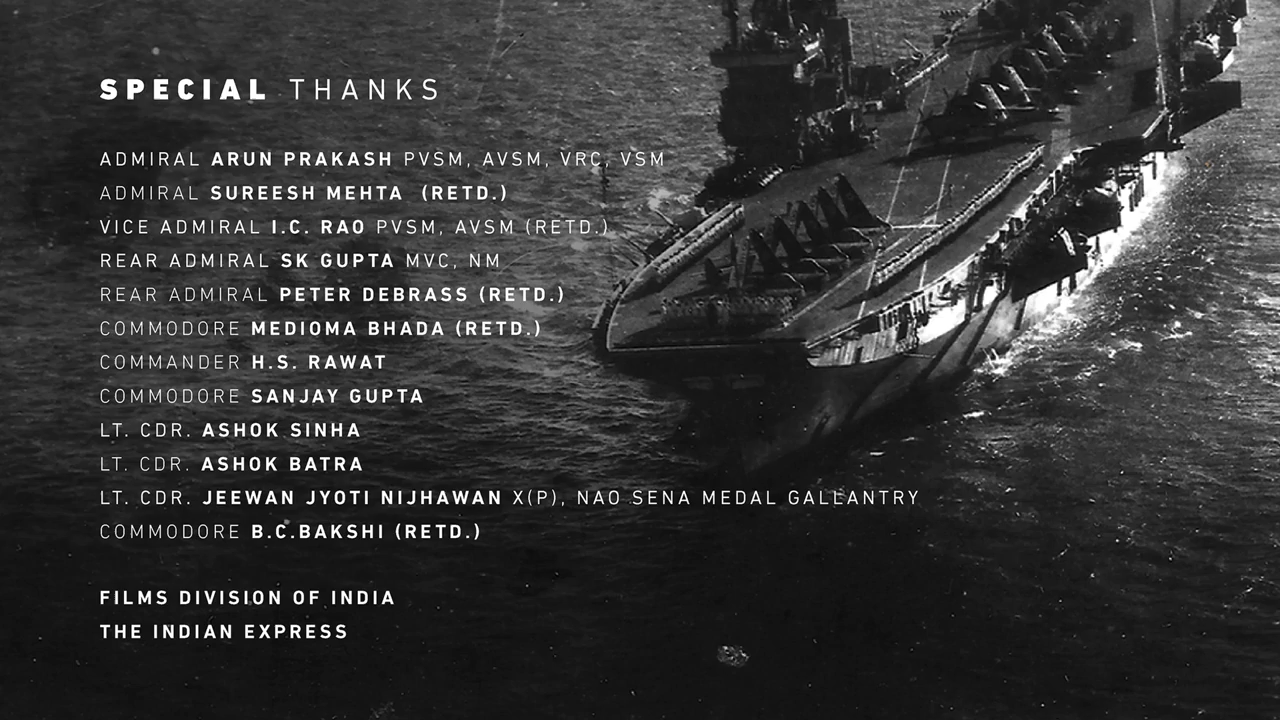 SPECIAL THANKS
ADMIRAL ARUN PRAKASH PVSM, AVSM, VRC, VSM
ADMIRAL SUREESH MEHTA (RETD.)
VICE ADMIRAL I.C. RAO PVSM, AVSM (RETD.)
REAR ADMIRAL SK GUPTA MVC, NM
REAR ADMIRAL PETER DEBRASS (RETD.)
COMMODORE MEDIOMA BHADA (RETD.)
COMMANDER H.S. RAWAT
COMMODORE SANJAY GUPTA
LT. CDR. ASHOK SINHA
LT. CDR. ASHOK BATRA
LT. CDR. JEEWAN JYOTI NIJHAWAN X(P), NAO SENA MEDAL GALLANTRY
COMMODORE B.C.BAKSHI (RETD.)
FILMS DIVISION OF INDIA
THE INDIAN EXPRESS